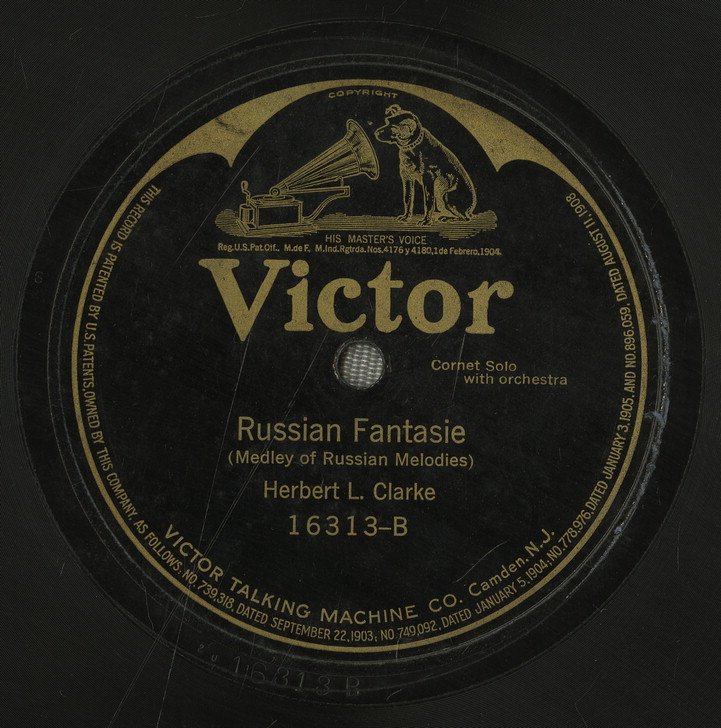 COPYRIGHT
HIS MASTER'S VOICE
Reg.U.S.Pat.Off. M.de F. M.Ind.Rgtrda.Nos.4176 y 4180,1 de Febrero,1904.
Victor
Cornet Solo
with orchestra
Russian Fantasie
(Medley of Russian Melodies)
Herbert L. Clarke
16313-B
VICTOR TALKING MACHINE CO. Camden. N.J.
THIS RECORD IS PATENTED BY U.S. PATENTS, OWNED BY THIS COMPANY, AS FOLLOWS: NO. 739,318, DATED SEPTEMBER 22, 1903; NO 749,092, DATED JANUARY 5, 1904; NO. 778,976, DATED JANUARY 3, 1905, AND NO. 896,059, DATED AUGUST 11, 1908
S
20 16313 B